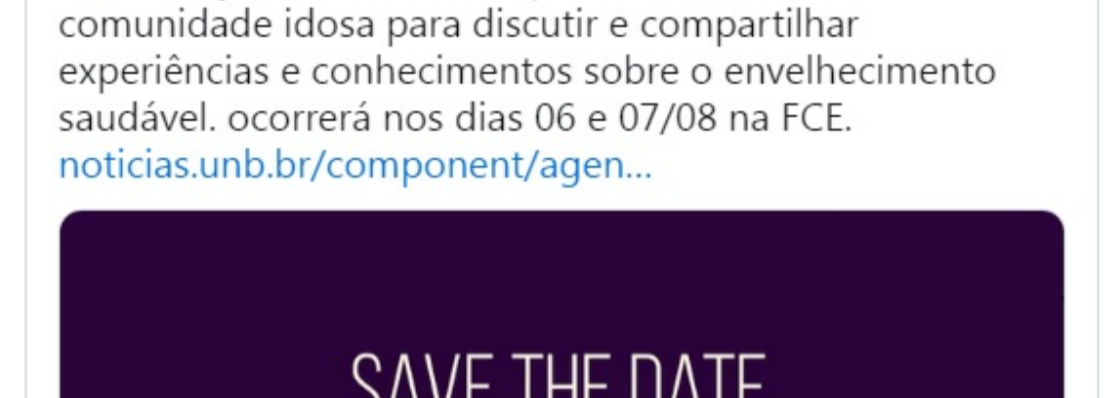 comunidade idosa para discutir e compartilhar
experiências e conhecimentos sobre o envelhecimento
saudável. ocorrerá nos dias 06 e 07/08 na FCE.
noticias.unb.br/component/agen...
SAVE THE DATE